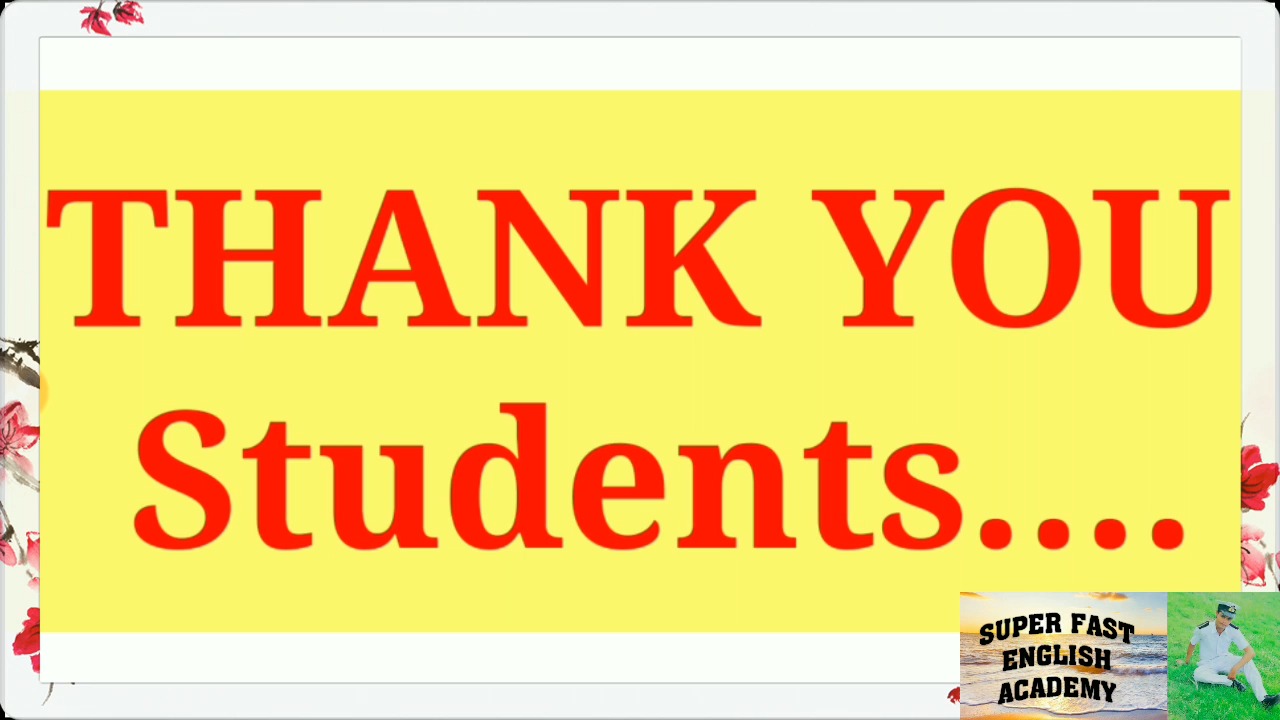 THANK YOU
Students....
SUPER FAST
ENGLISH
ACADEMY